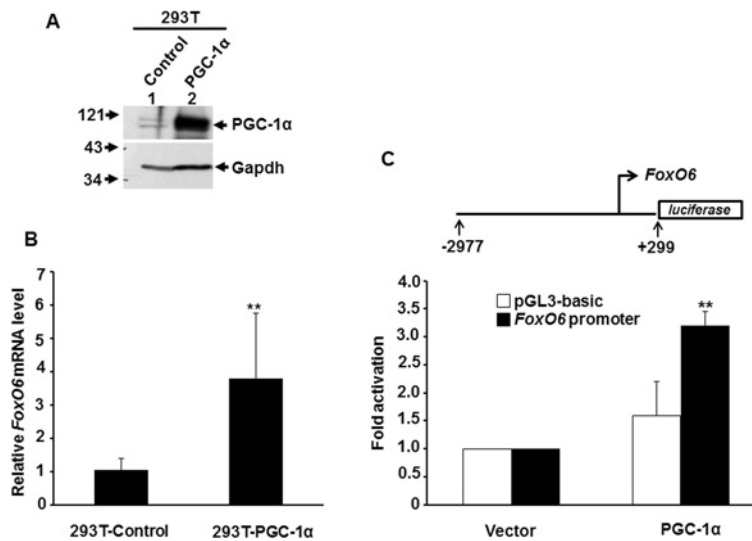 A
293T
Control
PGC-1α
1 2
121
PGC-1α
43
Gapdh
34
B
Relative FoxO6 mRNA level
7
6
5
4
3
2
1
0
**
293T-Control
293T-PGC-1α
C
FoxO6
luciferase
-2977
+299
Fold activation
4.0
3.5
3.0
2.5
2.0
1.5
1.0
0.5
0
pGL3-basic
FoxO6 promoter
**
Vector
PGC-1α